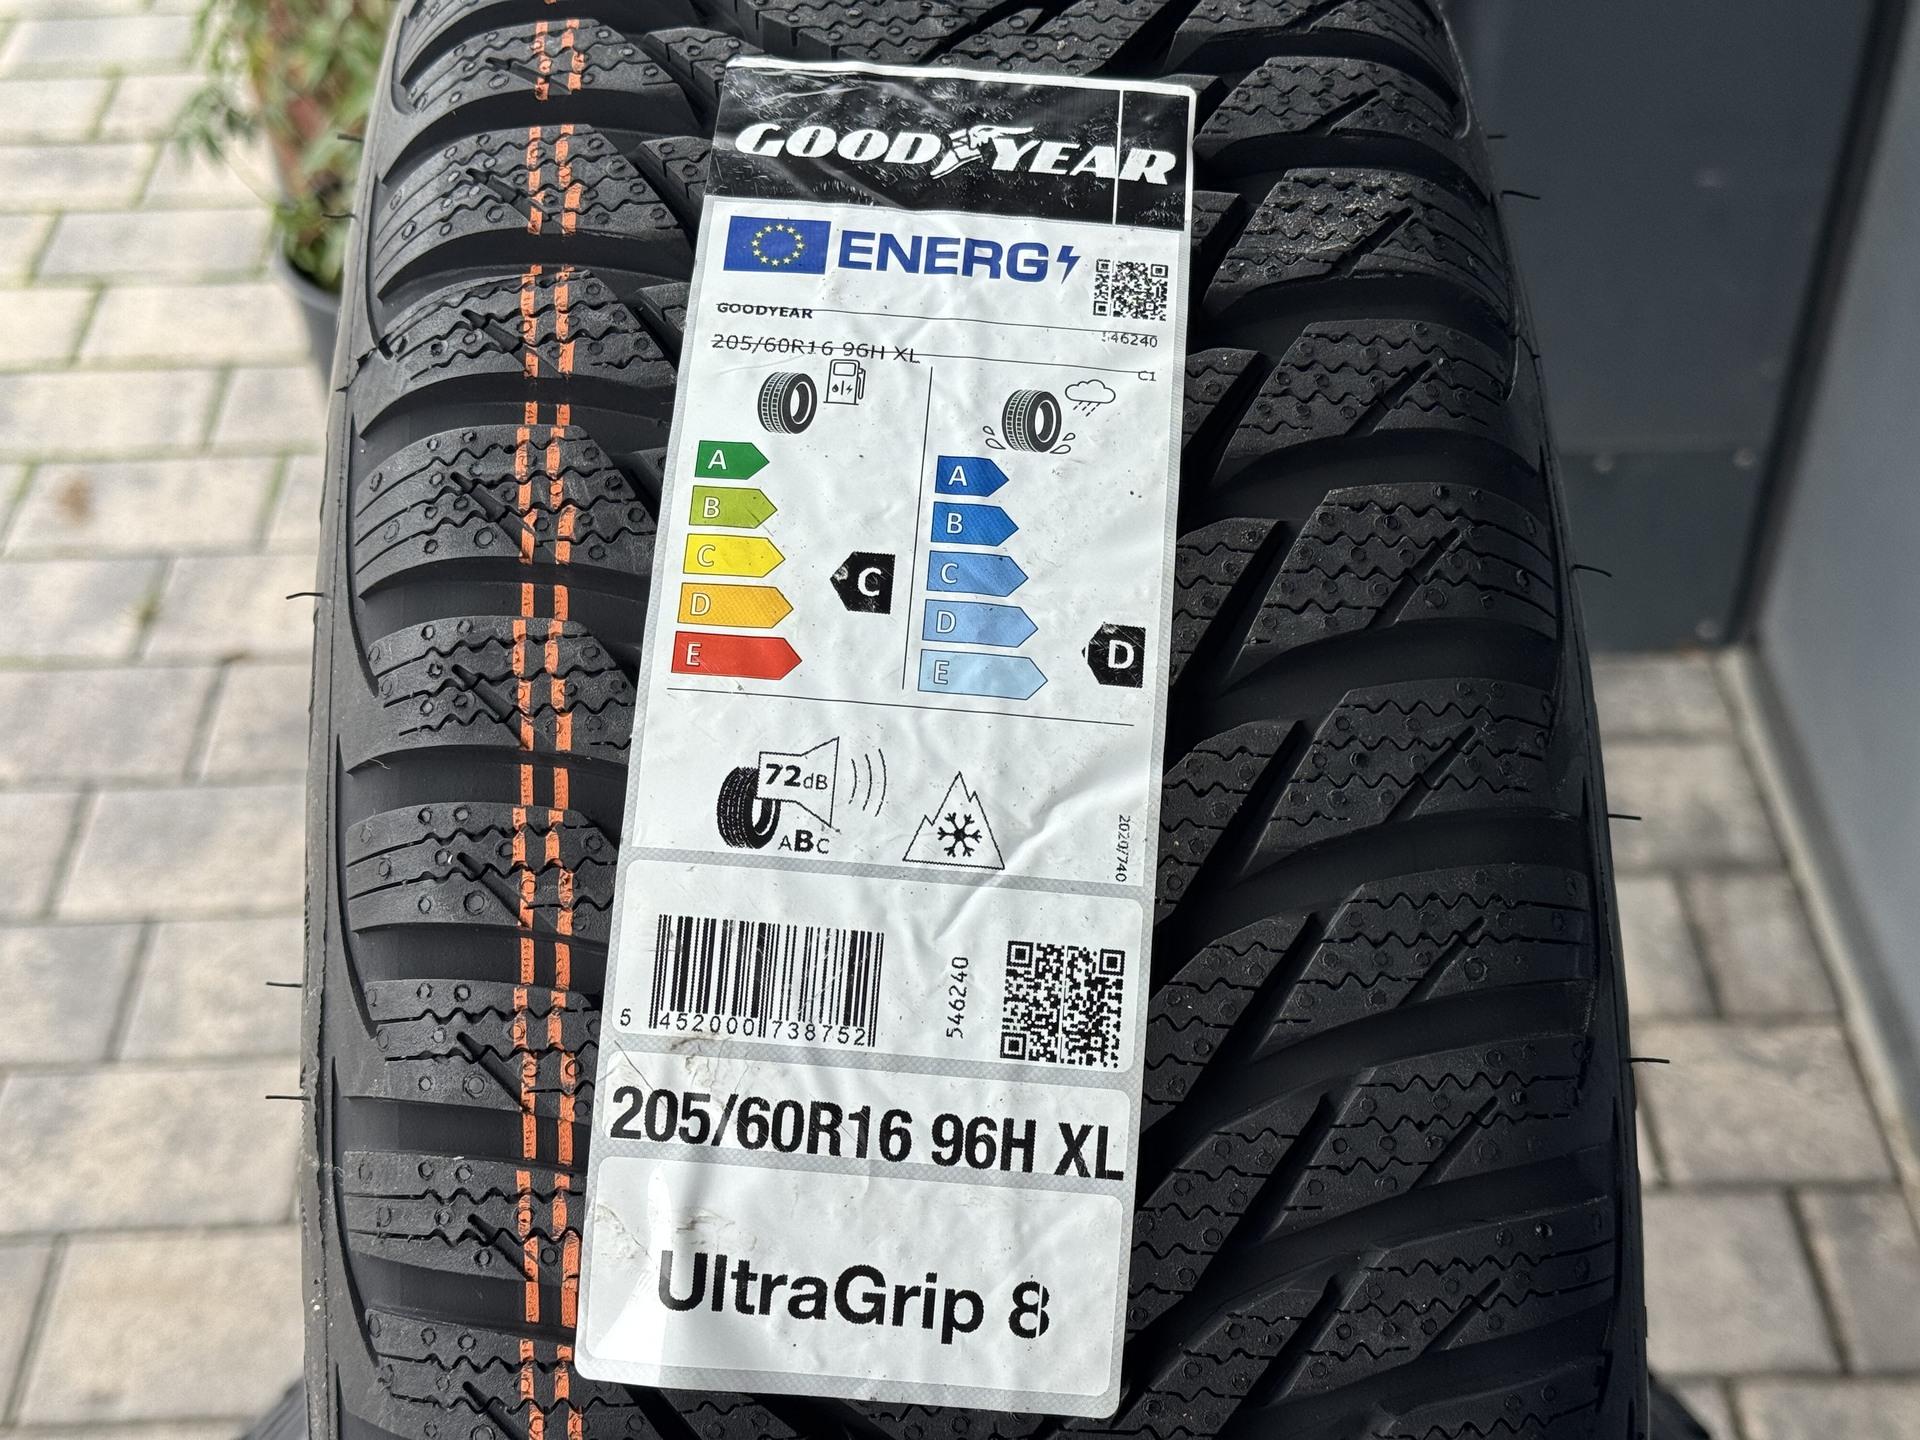 GOODYEAR
ENERG
GOODYEAR
546240
205/60R16 96H XL
C1
A
B
C
D
E
C
A
B
C
D
E
D
72dB
ABC
2020/740
5 452000 738752
546240
205/60R16 96H XL
UltraGrip 8